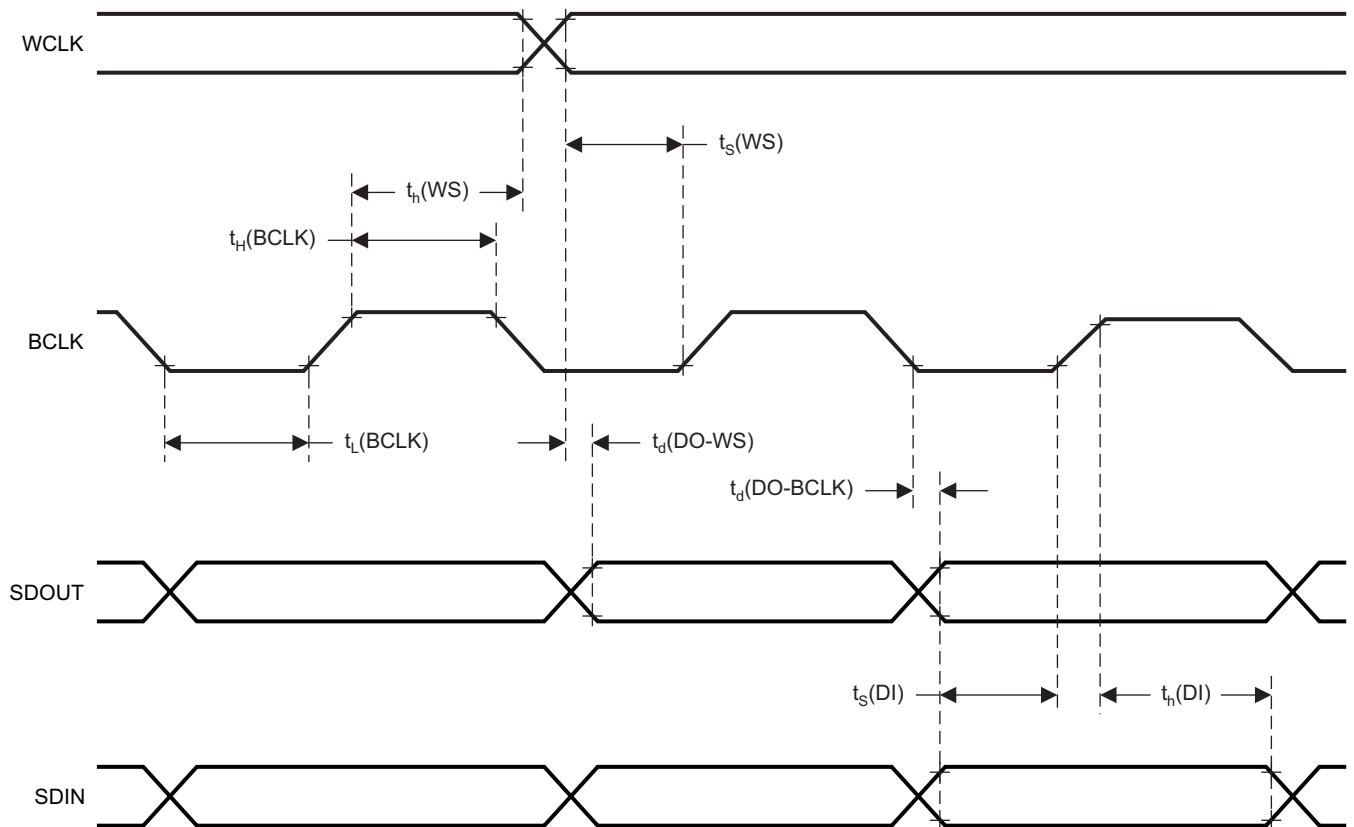 WCLK
tS(WS)
th(WS)
tH(BCLK)
BCLK
tL(BCLK)
td(DO-WS)
td(DO-BCLK)
SDOUT
tS(DI)
th(DI)
SDIN